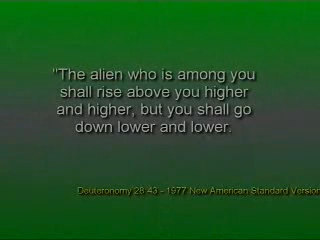 "The alien who is among you
shall rise above you higher
and higher, but you shall go
down lower and lower.
Deuteronomy 28:43 - 1977 New American Standard Version